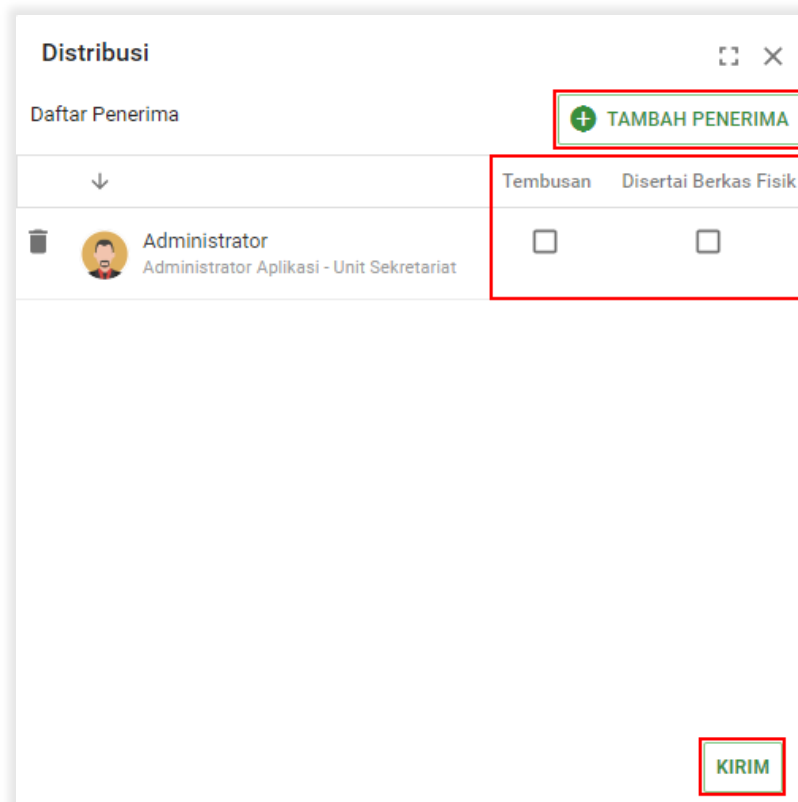 Distribusi
Daftar Penerima
TAMBAH PENERIMA
Tembusan Disertai Berkas Fisik
Administrator
Administrator Aplikasi - Unit Sekretariat
KIRIM